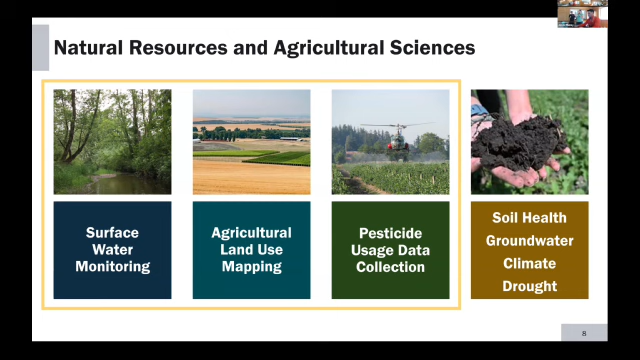 Natural Resources and Agricultural Sciences
Surface
Water
Monitoring
Agricultural
Land Use
Mapping
Pesticide
Usage Data
Collection
Soil Health
Groundwater
Climate
Drought
8